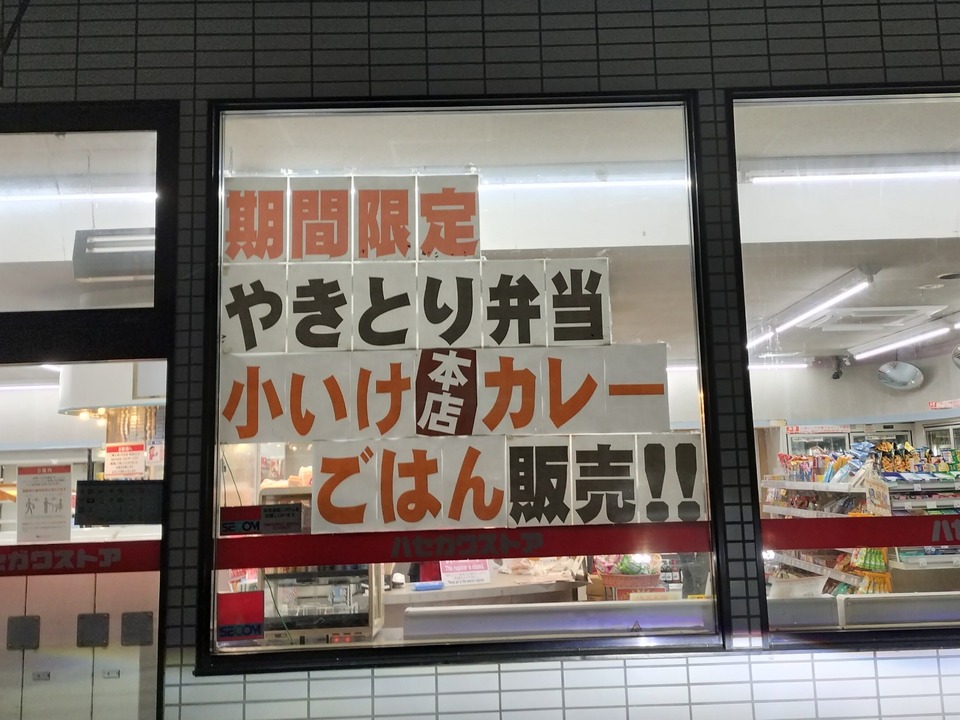 期間限定
やきとり弁当
小いけ本店カレー
ごはん販売!!
SECOM
ハセガワストア
ハセガワストア
SECOM